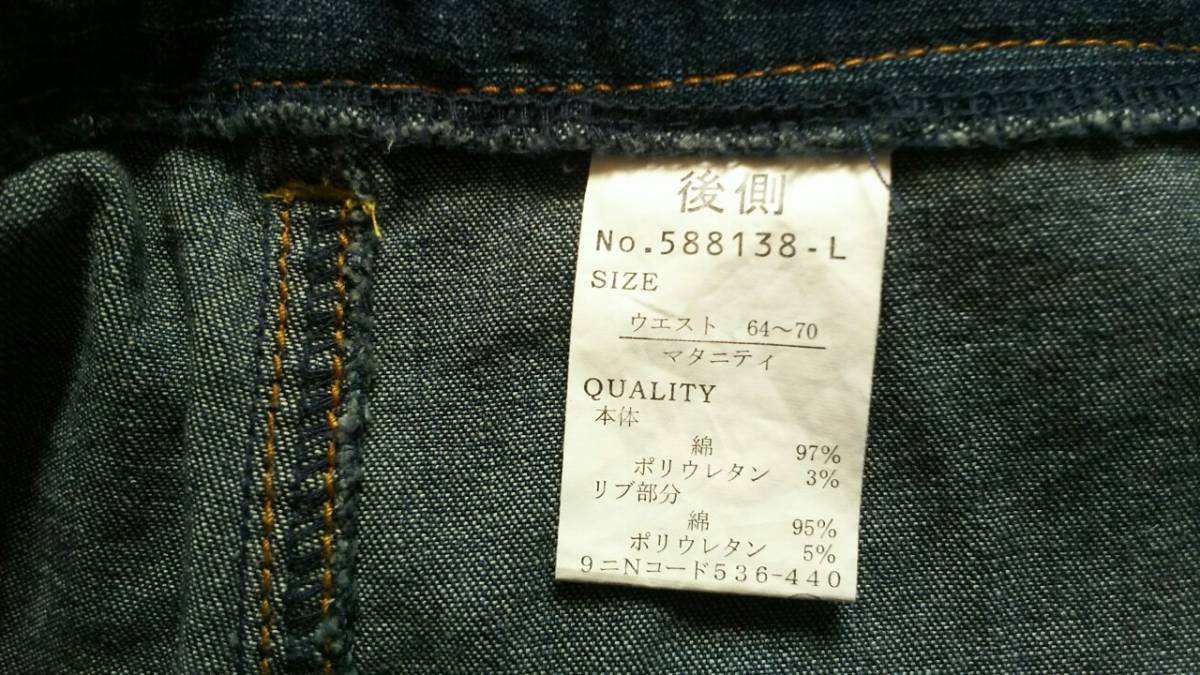 後側
No.588138-L
SIZE
ウエスト 64〜70
マタニティ
QUALITY
本体
綿 97%
ポリウレタン 3%
リブ部分
綿 95%
ポリウレタン 5%
9ニNコード536-440